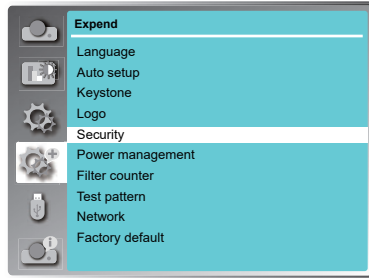 Expend
Language
Auto setup
Keystone
Logo
Security
Power management
Filter counter
Test pattern
Network
Factory default